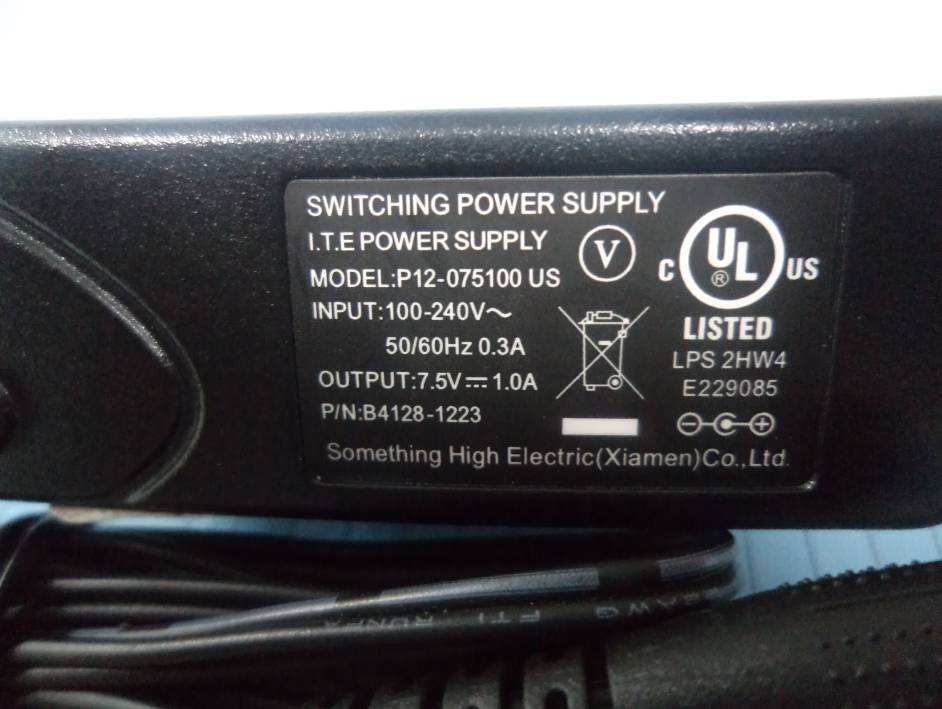 SWITCHING POWER SUPPLY
I.T.E POWER SUPPLY
V
MODEL:P12-075100 US
INPUT:100-240V～
50/60Hz 0.3A
OUTPUT:7.5V⎓1.0A
P/N:B4128-1223
C UL® US
LISTED
LPS 2HW4
E229085
Something High Electric(Xiamen)Co.,Ltd.
AWG